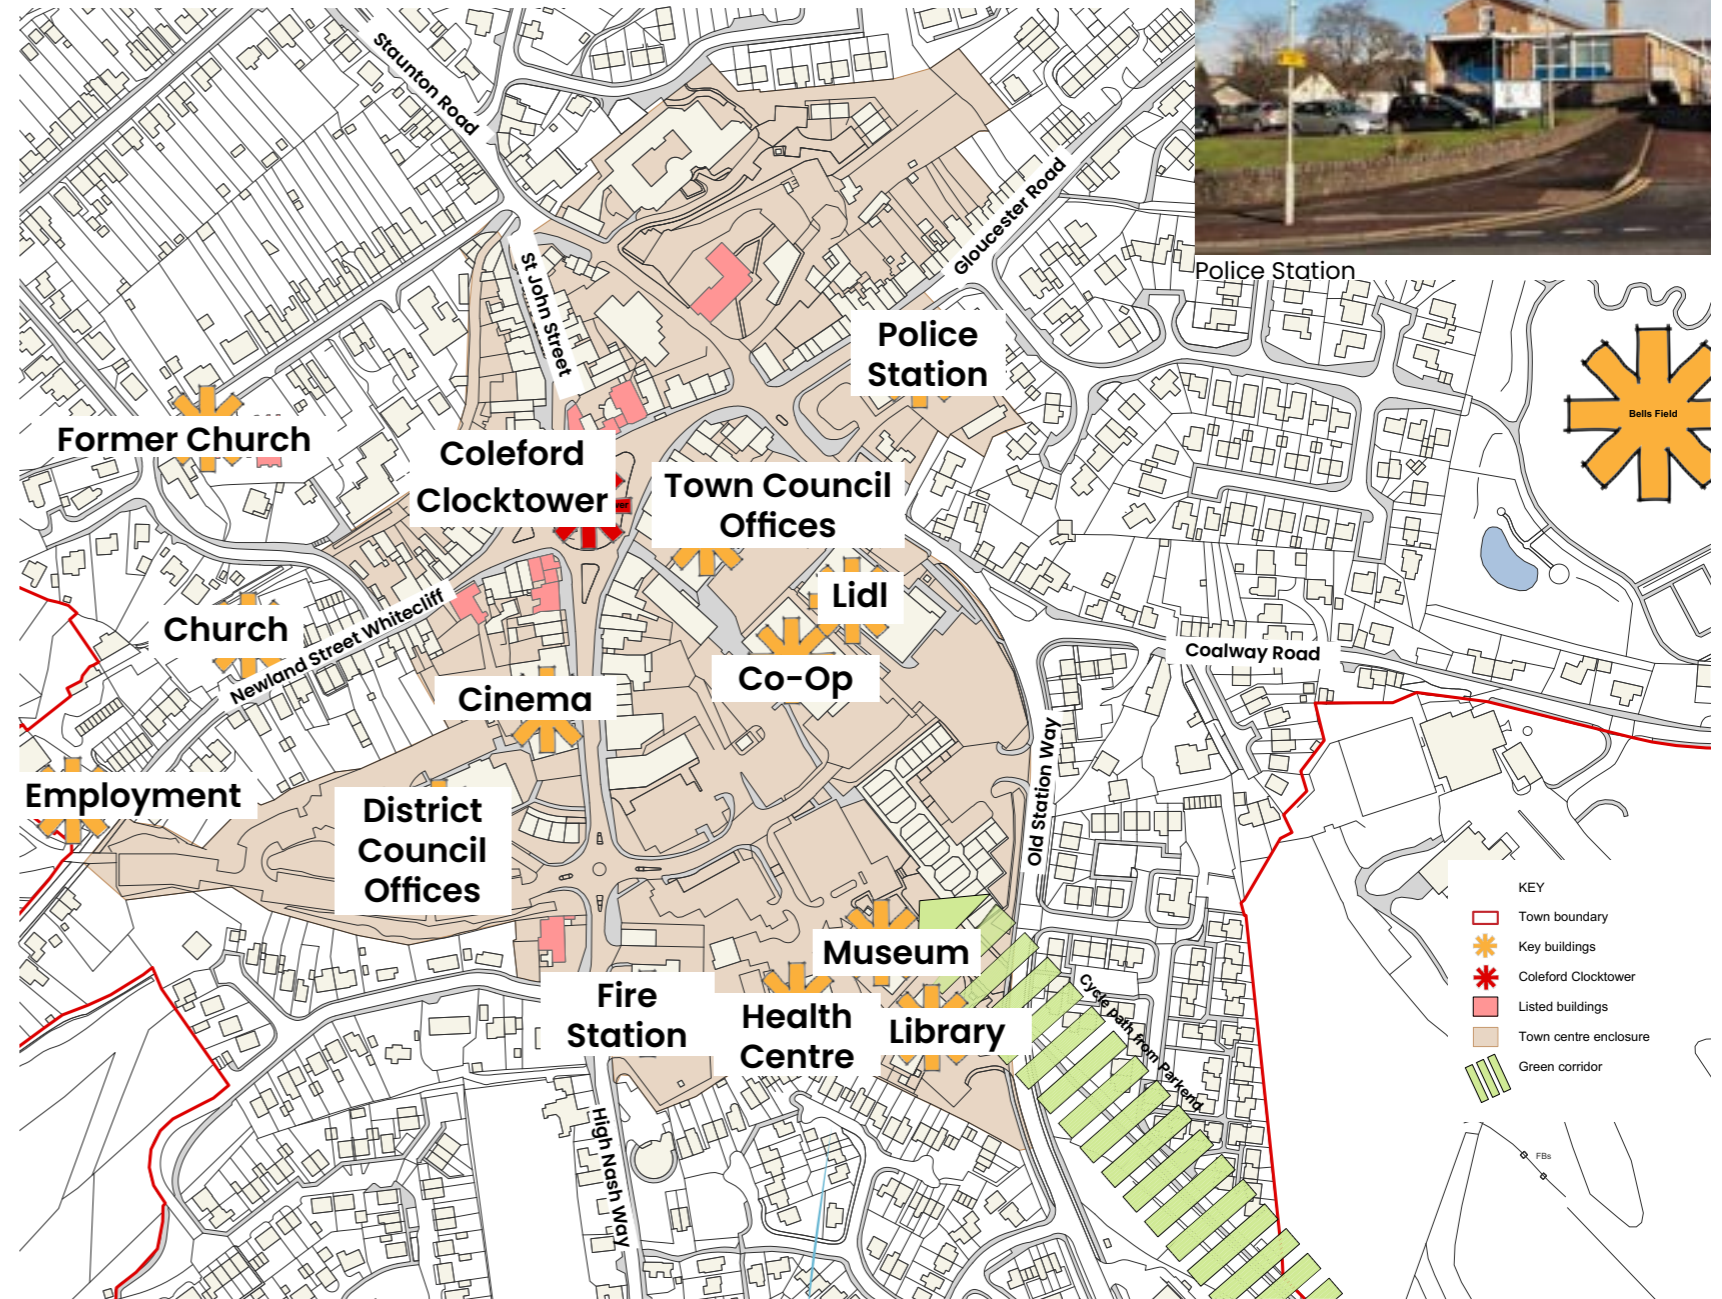 Staunton Road
St John Street
Gloucester Road
Police Station
Police
Station
Bells Field
Former Church
Coleford
Clocktower
Town Council
Offices
Lidl
Church
Newland Street Whitecliff
Co-Op
Coalway Road
Cinema
Employment
District
Council
Offices
Old Station Way
KEY
Town boundary
Key buildings
Coleford Clocktower
Listed buildings
Town centre enclosure
Green corridor
Museum
Fire
Station
Health
Centre
Library
Cycle path from Parkend
High Nash Way
FBs